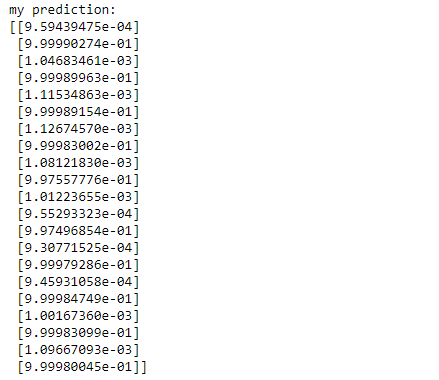 my prediction:
[[9.59439475e-04]
[9.99990274e-01]
[1.04683461e-03]
[9.99989963e-01]
[1.11534863e-03]
[9.99989154e-01]
[1.12674570e-03]
[9.99983002e-01]
[1.08121830e-03]
[9.97557776e-01]
[1.01223655e-03]
[9.55293323e-04]
[9.97496854e-01]
[9.30771525e-04]
[9.99979286e-01]
[9.45931058e-04]
[9.99984749e-01]
[1.00167360e-03]
[9.99983099e-01]
[1.09667093e-03]
[9.99980045e-01]]